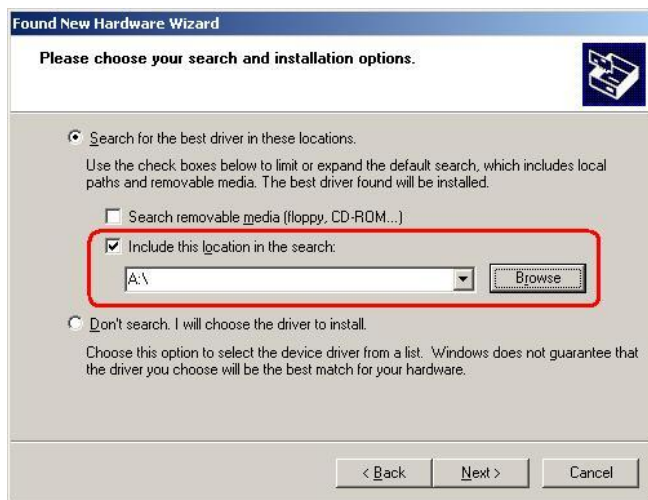 Found New Hardware Wizard
Please choose your search and installation options.
Search for the best driver in these locations.
Use the check boxes below to limit or expand the default search, which includes local
paths and removable media. The best driver found will be installed.
Search removable media (floppy, CD-ROM...)
Include this location in the search:
A:\
Browse
Don't search. I will choose the driver to install.
Choose this option to select the device driver from a list. Windows does not guarantee that
the driver you choose will be the best match for your hardware.
< Back
Next >
Cancel